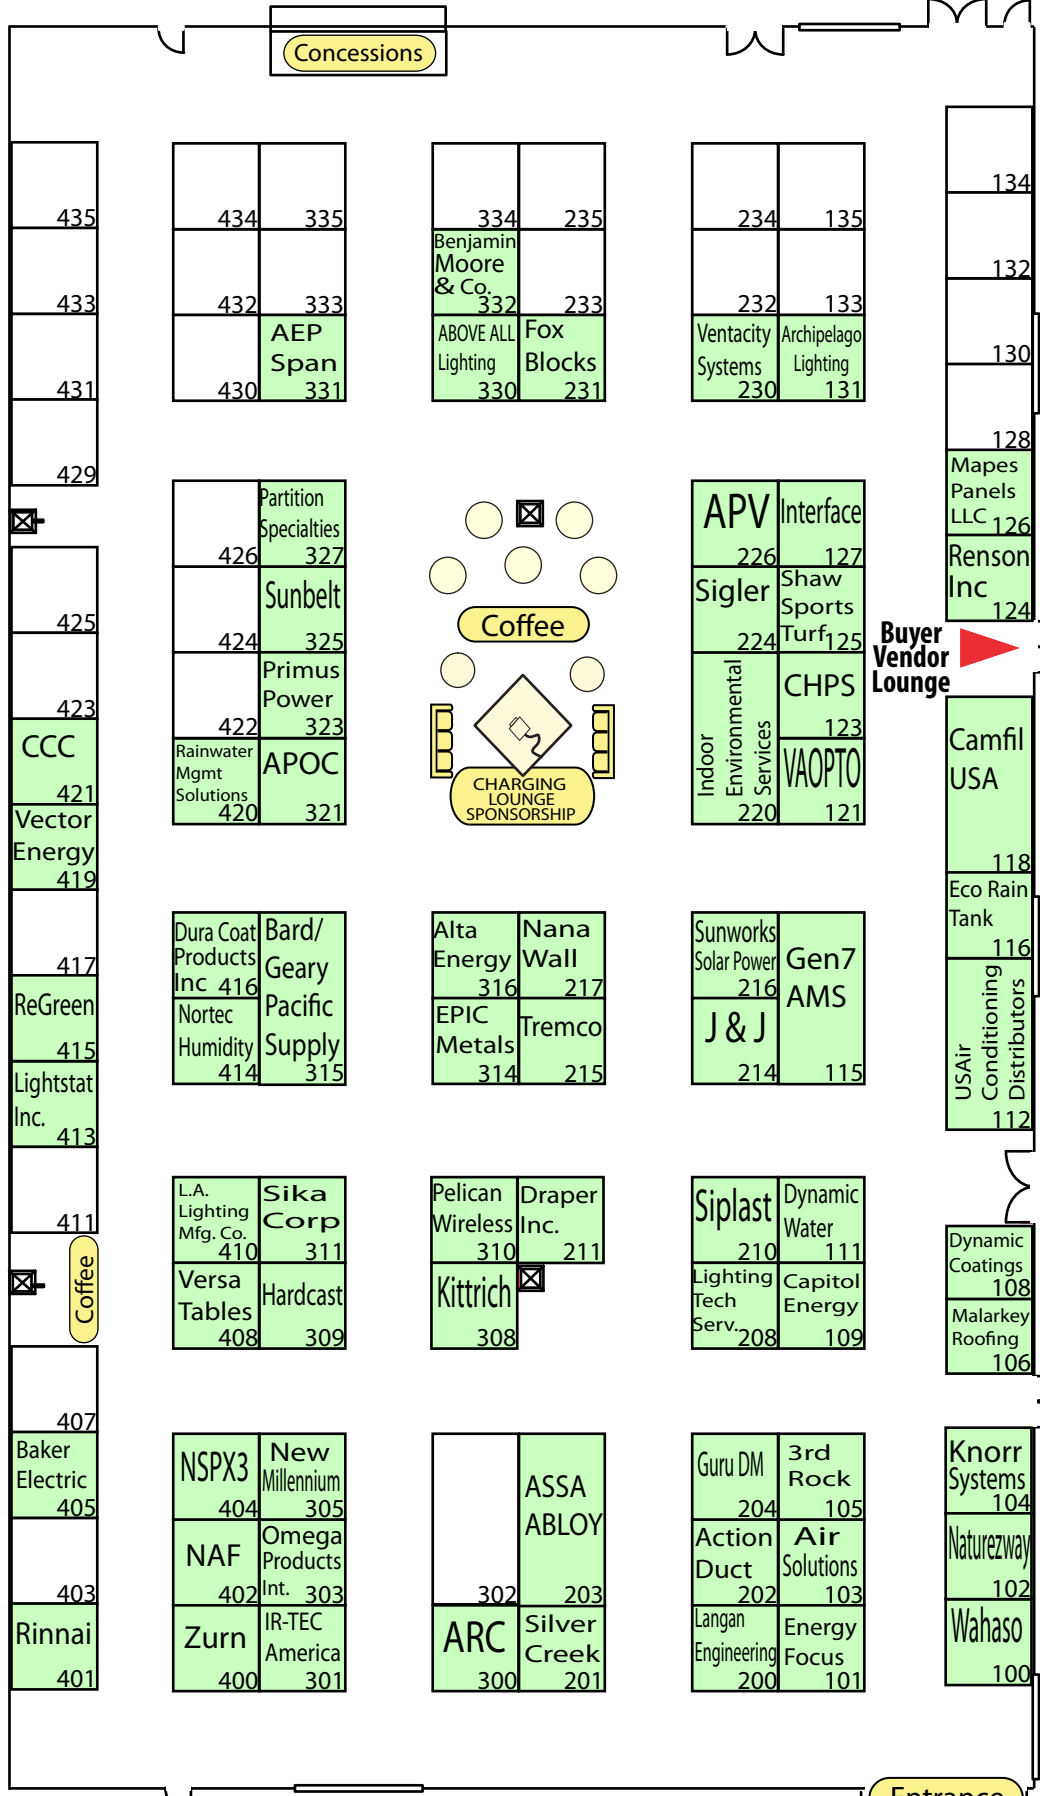 Concessions
134
132
130
128
Mapes
Panels
LLC 126
Renson
Inc
124
435
433
431
429
434 335
432 333
430
AEP
Span
331
334 235
Benjamin
Moore
& Co.
332
233
ABOVE ALL
Lighting
330
Fox
Blocks
231
234 135
232 133
Ventacity
Systems
230
Archipelago
Lighting
131
425
423
CCC
421
Vector
Energy
419
417
ReGreen
415
Lightstat
Inc.
413
411
426
Partition
Specialties
327
424
Sunbelt
325
422
Primus
Power
323
Rainwater
Mgmt
Solutions
420
APOC
321
Coffee
CHARGING
LOUNGE
SPONSORSHIP
APV
226
Interface
127
Sigler
224
Shaw
Sports
Turf 125
Indoor
Environmental
Services
220
CHPS
123
VAOPTO
121
Buyer
Vendor
Lounge
Camfil
USA
118
Eco Rain
Tank
116
USAir
Conditioning
Distributors
112
Dura Coat
Products
Inc 416
Bard/
Geary
Pacific
Supply
315
Nortec
Humidity
414
Alta
Energy
316
Nana
Wall
217
EPIC
Metals
314
Tremco
215
Sunworks
Solar Power
216
Gen7
AMS
115
J & J
214
L.A.
Lighting
Mfg. Co.
410
Sika
Corp
311
Versa
Tables
408
Hardcast
309
Pelican
Wireless
310
Draper
Inc.
211
Kittrich
308
Siplast
210
Dynamic
Water
111
Lighting
Tech
Serv. 208
Capitol
Energy
109
Dynamic
Coatings
108
Malarkey
Roofing
106
Coffee
407
Baker
Electric
405
403
Rinnai
401
NSPX3
404
New
Millennium
305
NAF
402
Omega
Products
Int. 303
Zurn
400
IR-TEC
America
301
302
ASSA
ABLOY
203
ARC
300
Silver
Creek
201
Guru DM
204
3rd
Rock
105
Action
Duct
202
Air
Solutions
103
Langan
Engineering
200
Energy
Focus
101
Knorr
Systems
104
Naturezway
102
Wahaso
100
Entrance